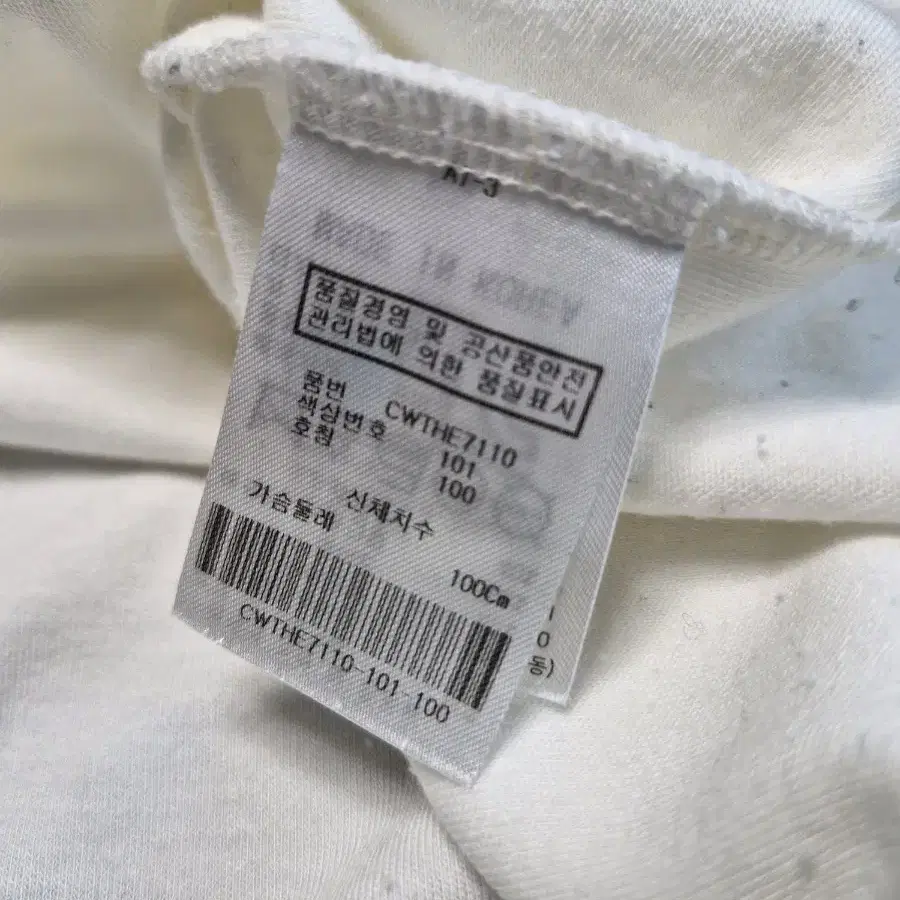 품질경영 및 공산품안전
관리법에 의한 품질표시
품번 CWTHE7110
색상번호 101
호칭 100
신체치수
가슴둘레 100Cm
CWTHE7110-101-100
0
동)